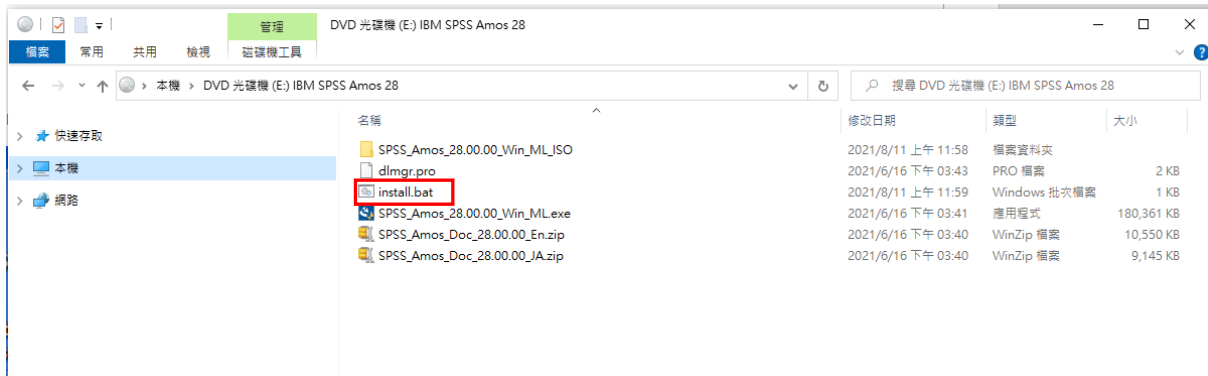 管理 DVD 光碟機 (E:) IBM SPSS Amos 28
檔案 常用 共用 檢視 磁碟機工具
本機 › DVD 光碟機 (E:) IBM SPSS Amos 28 搜尋 DVD 光碟機 (E:) IBM SPSS Amos 28
名稱 修改日期 類型 大小
快速存取
本機
網路
SPSS_Amos_28.00.00_Win_ML_ISO 2021/8/11 上午 11:58 檔案資料夾
dlmgr.pro 2021/6/16 下午 03:43 PRO 檔案 2 KB
install.bat 2021/8/11 上午 11:59 Windows 批次檔案 1 KB
SPSS_Amos_28.00.00_Win_ML.exe 2021/6/16 下午 03:41 應用程式 180,361 KB
SPSS_Amos_Doc_28.00.00_En.zip 2021/6/16 下午 03:40 WinZip 檔案 10,550 KB
SPSS_Amos_Doc_28.00.00_JA.zip 2021/6/16 下午 03:40 WinZip 檔案 9,145 KB